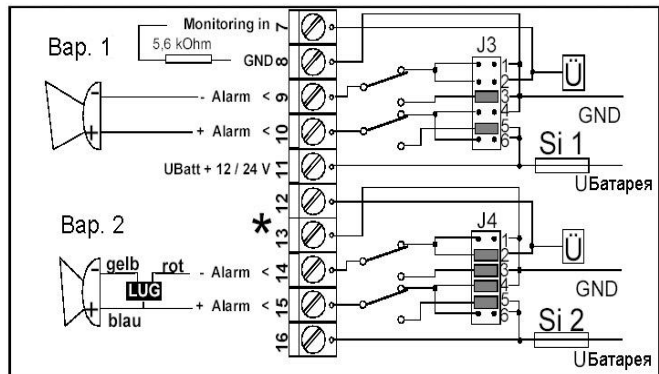 Monitoring in
7
Вар. 1
5,6 kOhm
GND
8
J3
1
2
3
4
5
6
Ü
- Alarm <
9
GND
+ Alarm <
10
Si 1
UBatt + 12 / 24 V
11
UБатарея
12
Вар. 2
*
13
J4
1
2
3
4
5
6
Ü
gelb
rot
- Alarm <
14
GND
LUG
+ Alarm <
15
blau
Si 2
16
UБатарея